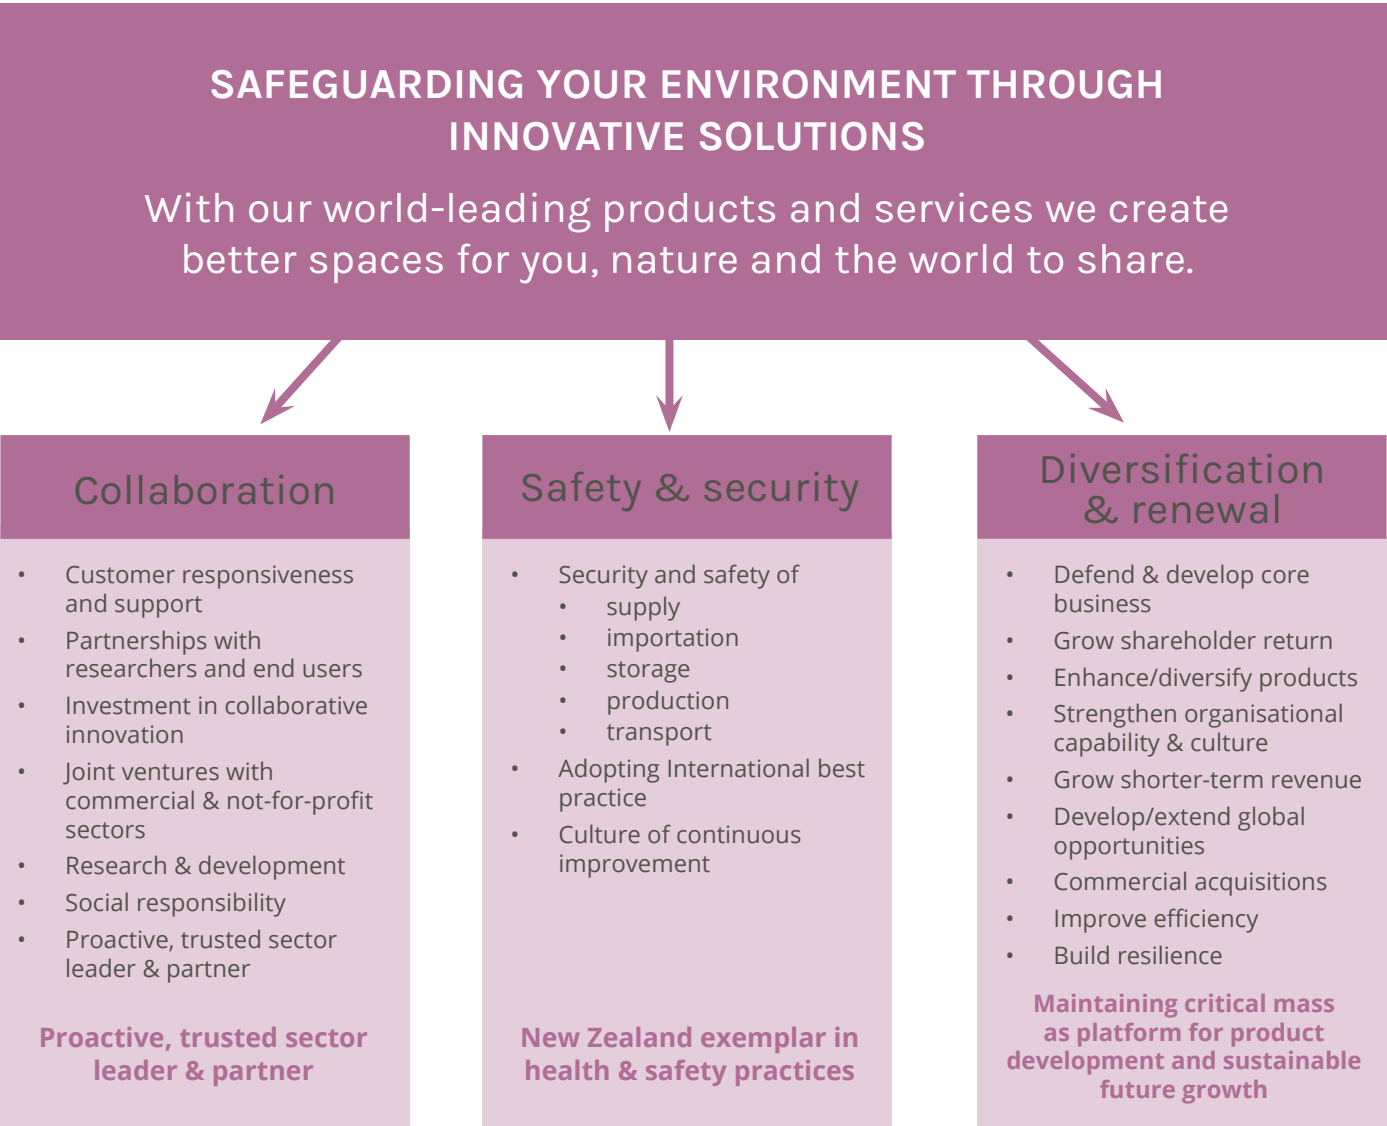 SAFEGUARDING YOUR ENVIRONMENT THROUGH
INNOVATIVE SOLUTIONS
With our world-leading products and services we create
better spaces for you, nature and the world to share.
Collaboration
• Customer responsiveness
and support
• Partnerships with
researchers and end users
• Investment in collaborative
innovation
• Joint ventures with
commercial & not-for-profit
sectors
• Research & development
• Social responsibility
• Proactive, trusted sector
leader & partner
Proactive, trusted sector
leader & partner
Safety & security
• Security and safety of
• supply
• importation
• storage
• production
• transport
• Adopting International best
practice
• Culture of continuous
improvement
New Zealand exemplar in
health & safety practices
Diversification
& renewal
• Defend & develop core
business
• Grow shareholder return
• Enhance/diversify products
• Strengthen organisational
capability & culture
• Grow shorter-term revenue
• Develop/extend global
opportunities
• Commercial acquisitions
• Improve efficiency
• Build resilience
Maintaining critical mass
as platform for product
development and sustainable
future growth